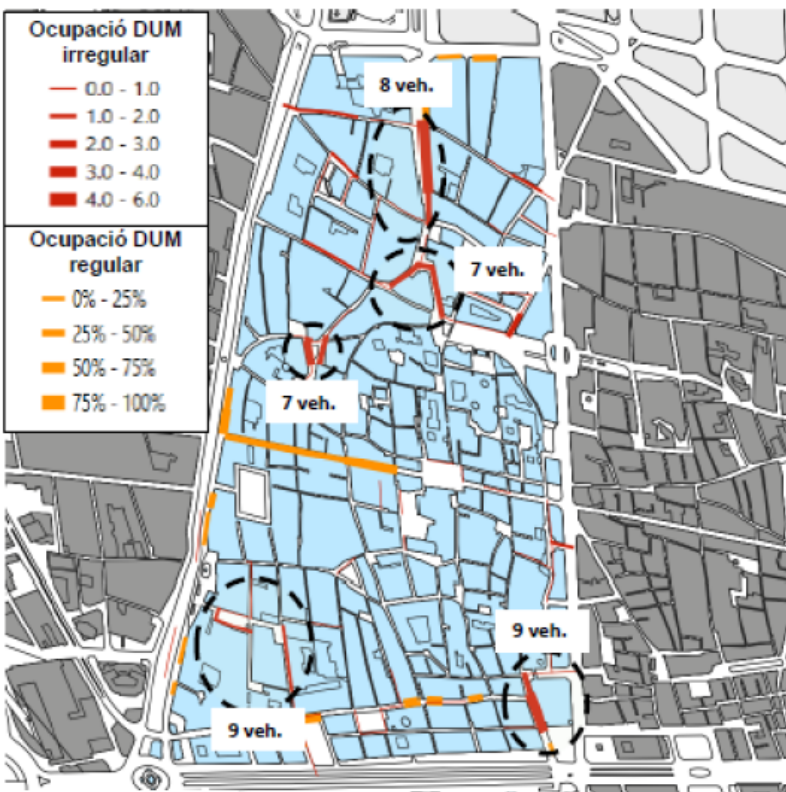 Ocupació DUM
irregular
0.0 - 1.0
1.0 - 2.0
2.0 - 3.0
3.0 - 4.0
4.0 - 6.0
Ocupació DUM
regular
0% - 25%
25% - 50%
50% - 75%
75% - 100%
8 veh.
7 veh.
7 veh.
9 veh.
9 veh.